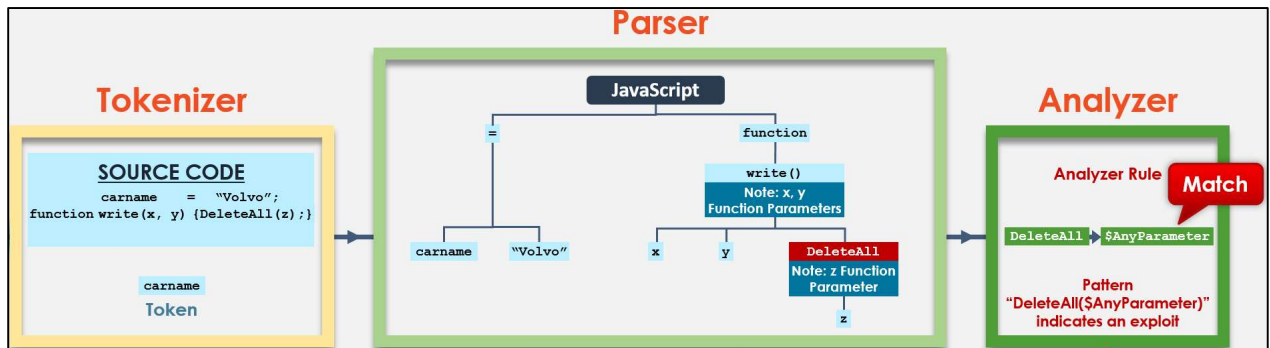 Tokenizer
SOURCE CODE
carname = “Volvo”;
function write(x, y) {DeleteAll(z);}
carname
Token
Parser
JavaScript
=
function
write()
Note: x, y
Function Parameters
carname
“Volvo”
x
y
DeleteAll
Note: z Function
Parameter
z
Analyzer
Analyzer Rule
Match
DeleteAll
$AnyParameter
Pattern
“DeleteAll($AnyParameter)”
indicates an exploit